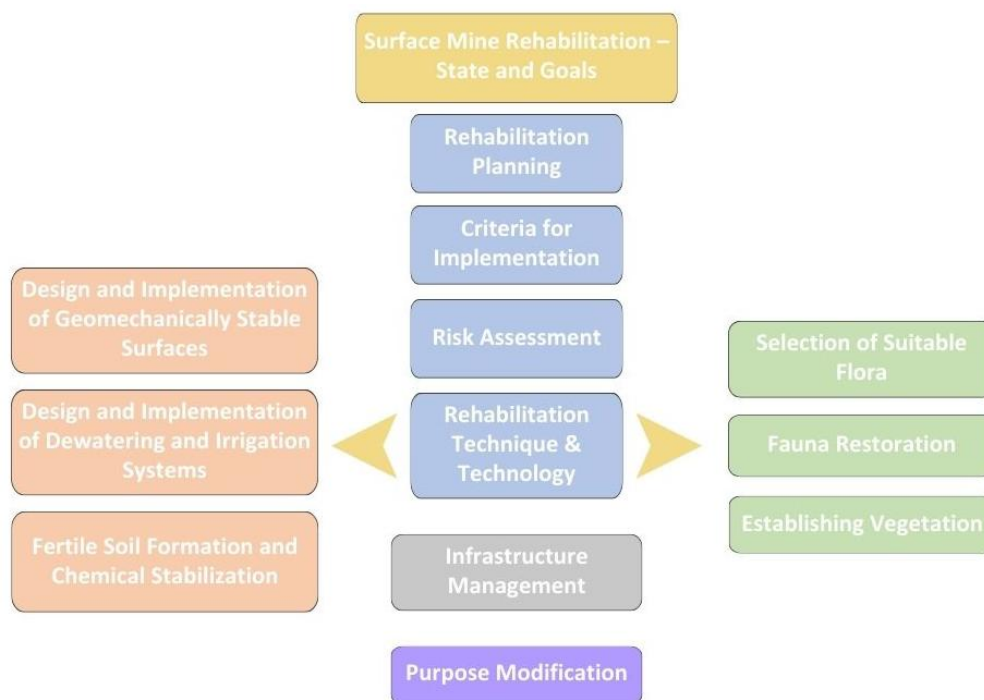 Surface Mine Rehabilitation –
State and Goals
Rehabilitation
Planning
Criteria for
Implementation
Risk Assessment
Rehabilitation
Technique &
Technology
Design and Implementation
of Geomechanically Stable
Surfaces
Design and Implementation
of Dewatering and Irrigation
Systems
Fertile Soil Formation and
Chemical Stabilization
Selection of Suitable
Flora
Fauna Restoration
Establishing Vegetation
Infrastructure
Management
Purpose Modification